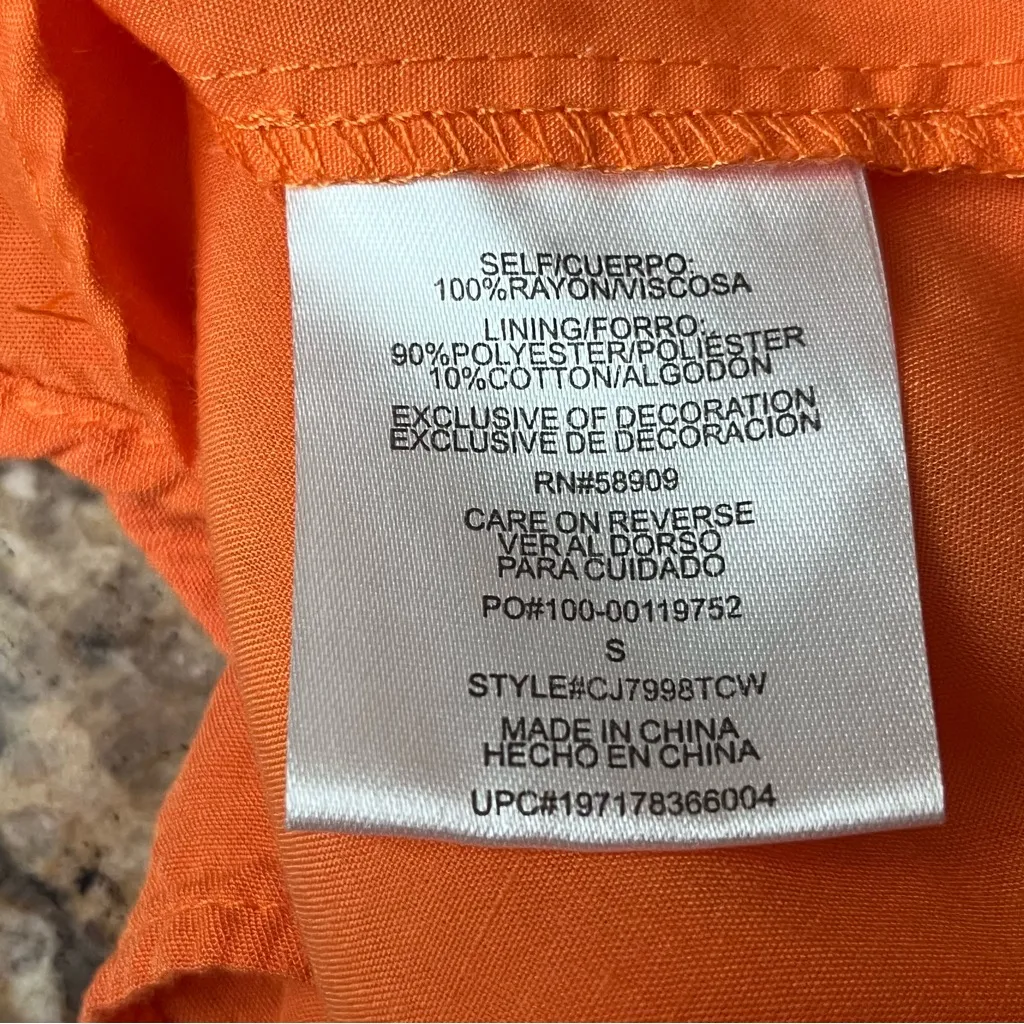 SELF/CUERPO:
100%RAYON/VISCOSA
LINING/FORRO:
90%POLYESTER/POLIÉSTER
10%COTTON/ALGODON
EXCLUSIVE OF DECORATION
EXCLUSIVE DE DECORACION
RN#58909
CARE ON REVERSE
VER AL DORSO
PARA CUIDADO
PO#100-00119752
S
STYLE#CJ7998TCW
MADE IN CHINA
HECHO EN CHINA
UPC#197178366004